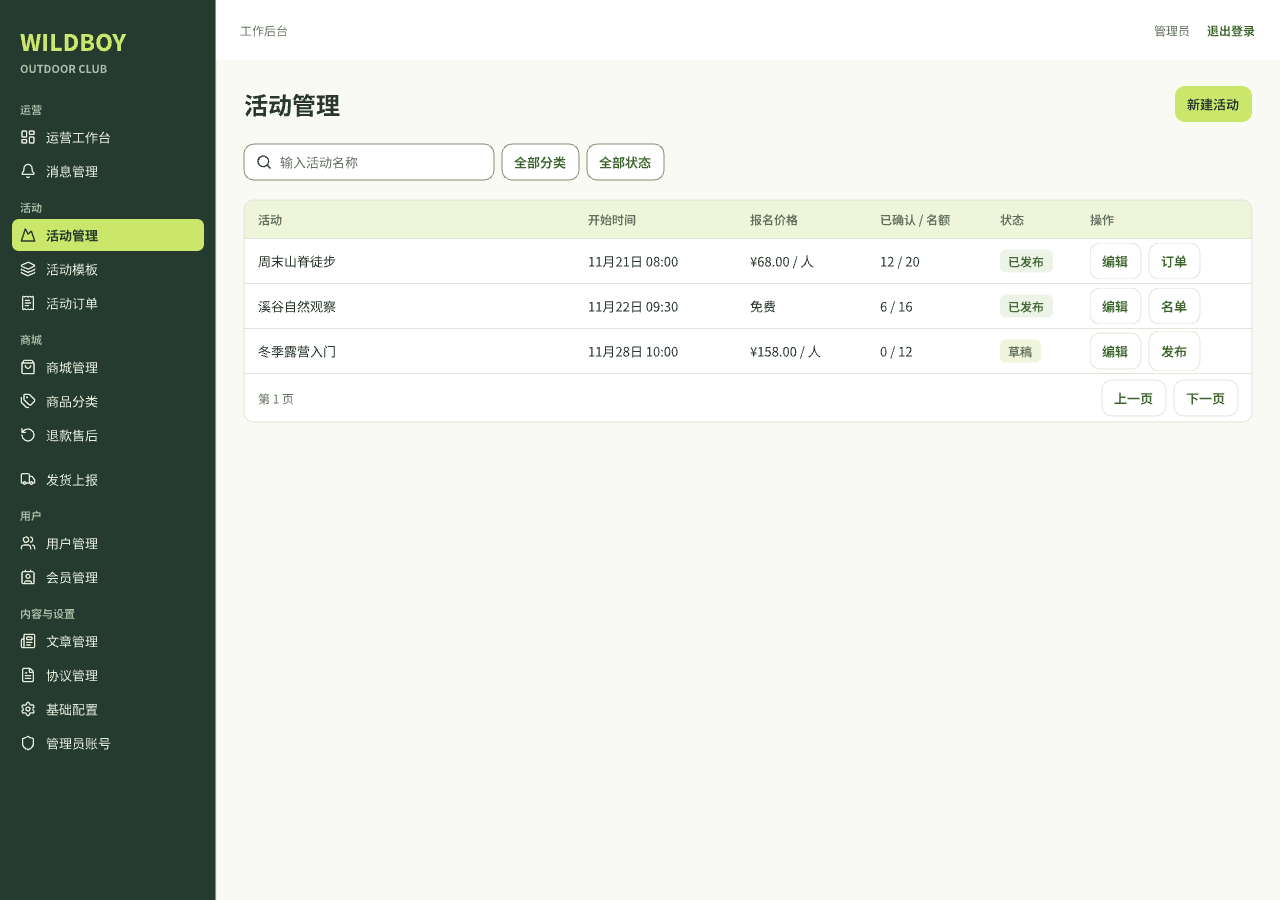 WILDBOY
OUTDOOR CLUB
运营
运营工作台
消息管理
活动
活动管理
活动模板
活动订单
商城
商城管理
商品分类
退款售后
发货上报
用户
用户管理
会员管理
内容与设置
文章管理
协议管理
基础配置
管理员账号
工作后台 管理员 退出登录
活动管理 新建活动
输入活动名称 全部分类 全部状态
活动 开始时间 报名价格 已确认 / 名额 状态 操作
周末山脊徒步 11月21日 08:00 ¥68.00 / 人 12 / 20 已发布 编辑 订单
溪谷自然观察 11月22日 09:30 免费 6 / 16 已发布 编辑 名单
冬季露营入门 11月28日 10:00 ¥158.00 / 人 0 / 12 草稿 编辑 发布
第 1 页 上一页 下一页